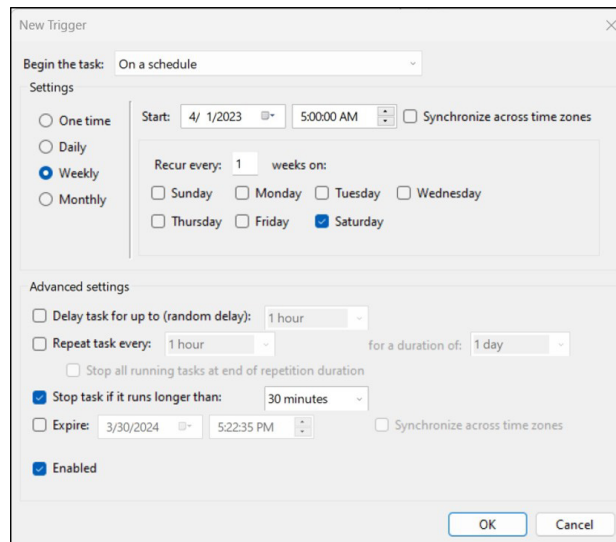 New Trigger
Begin the task: On a schedule
Settings
One time
Daily
Weekly
Monthly
Start: 4/ 1/2023 5:00:00 AM Synchronize across time zones
Recur every: 1 weeks on:
Sunday Monday Tuesday Wednesday
Thursday Friday Saturday
Advanced settings
Delay task for up to (random delay): 1 hour
Repeat task every: 1 hour for a duration of: 1 day
Stop all running tasks at end of repetition duration
Stop task if it runs longer than: 30 minutes
Expire: 3/30/2024 5:22:35 PM Synchronize across time zones
Enabled
OK Cancel